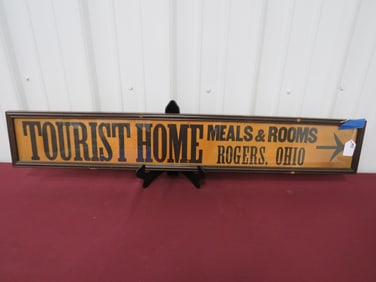 TOURIST HOME
MEALS & ROOMS
ROGERS, OHIO